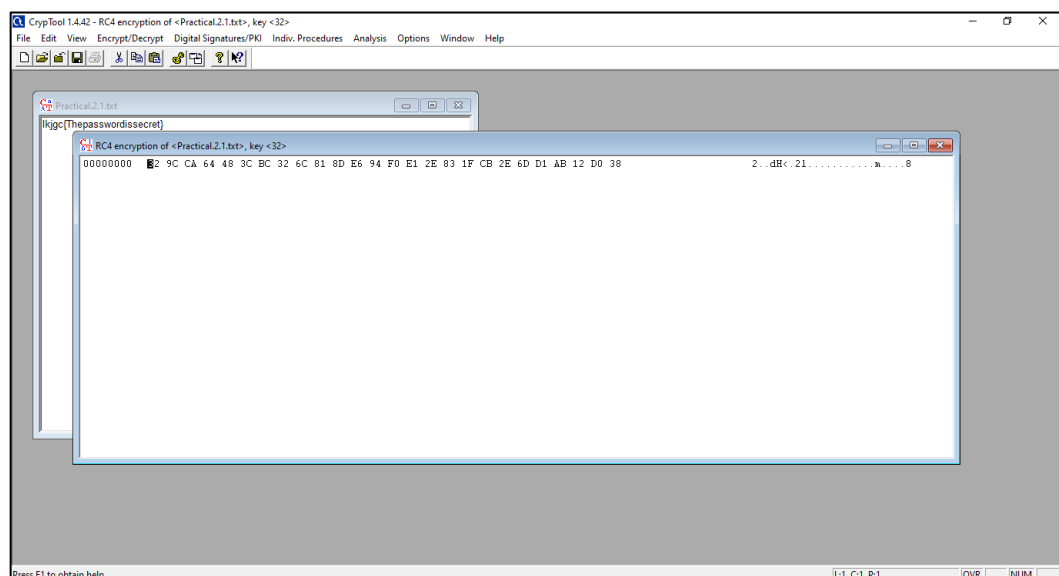 CrypTool 1.4.42 - RC4 encryption of <Practical.2.1.txt>, key <32>
File Edit View Encrypt/Decrypt Digital Signatures/PKI Indiv. Procedures Analysis Options Window Help
Practical.2.1.txt
lkjgc{Thepasswordissecret}
RC4 encryption of <Practical.2.1.txt>, key <32>
00000000 32 9C CA 64 48 3C BC 32 6C 81 8D E6 94 F0 E1 2E 83 1F CB 2E 6D D1 AB 12 D0 38 2..dH<.2l...........m....8
Press F1 to obtain help. L:1 C:1 P:1 OVR NUM